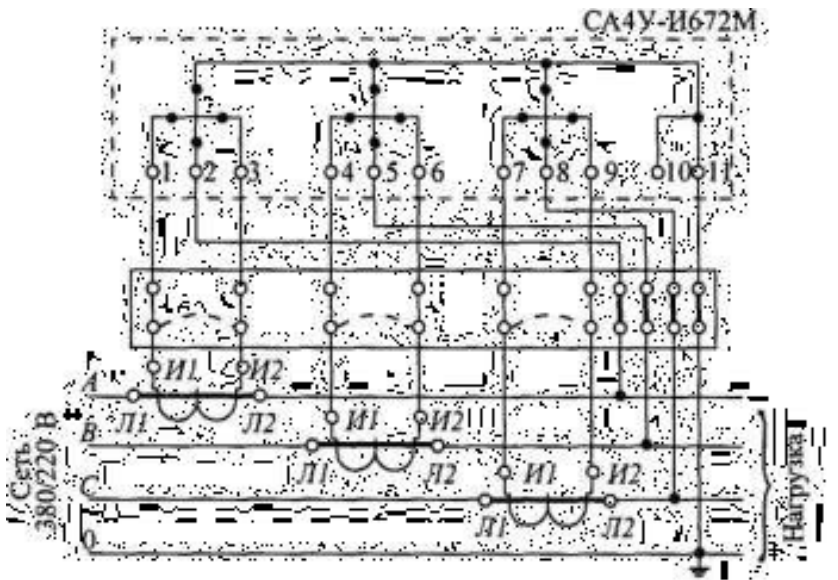 СА4У-И672М
1 2 3 4 5 6 7 8 9 10 11
А И1 И2
Л1 Л2
И1 И2
В
Л1 Л2
И1 И2
С
Л1 Л2
0
Сеть
380/220 В
Нагрузка